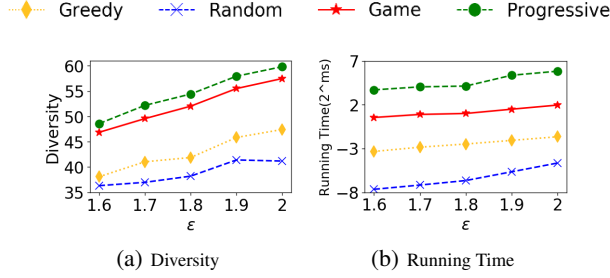 Greedy Random Game Progressive
Diversity
60
55
50
45
40
35
1.6 1.7 1.8 1.9 2
ε
(a) Diversity
Running Time(2^ms)
7
2
−3
−8
1.6 1.7 1.8 1.9 2
ε
(b) Running Time